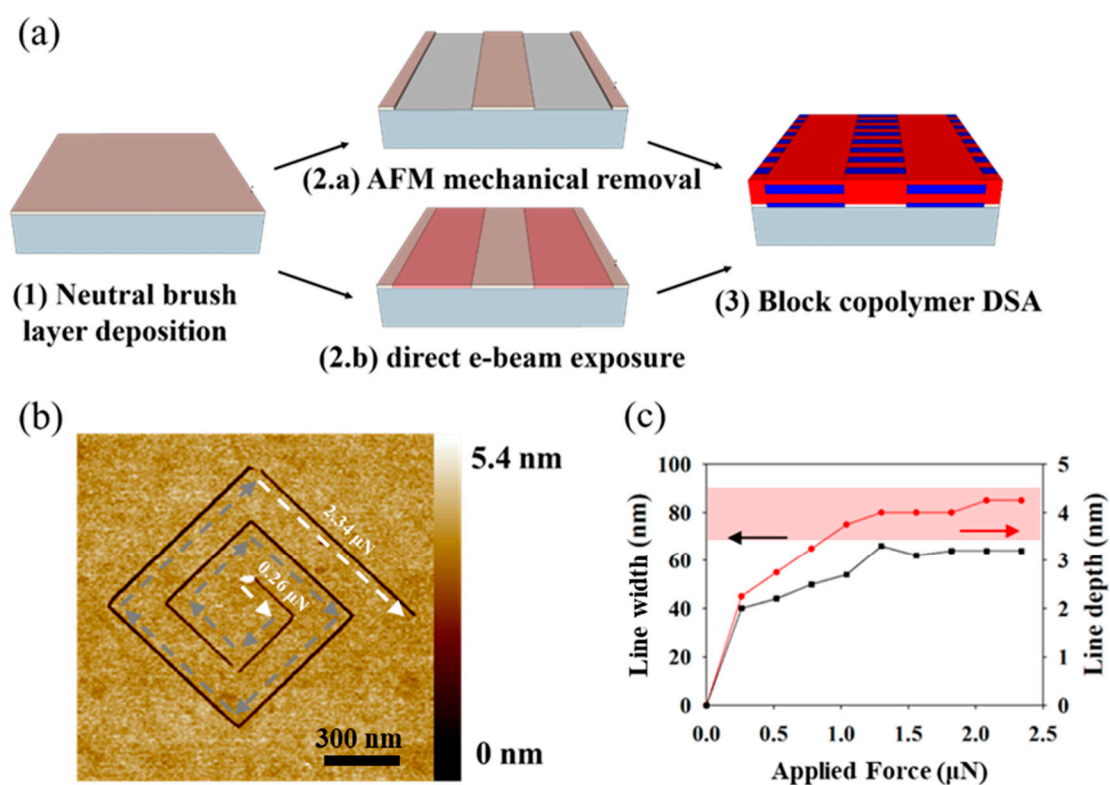 (a)
(2.a) AFM mechanical removal
(1) Neutral brush
layer deposition
(2.b) direct e-beam exposure
(3) Block copolymer DSA
(b)
5.4 nm
2.34 µN
0.26 µN
300 nm
0 nm
(c)
Line width (nm)
100
80
60
40
20
0
5
4
3
2
1
0
Line depth (nm)
0.0 0.5 1.0 1.5 2.0 2.5
Applied Force (µN)